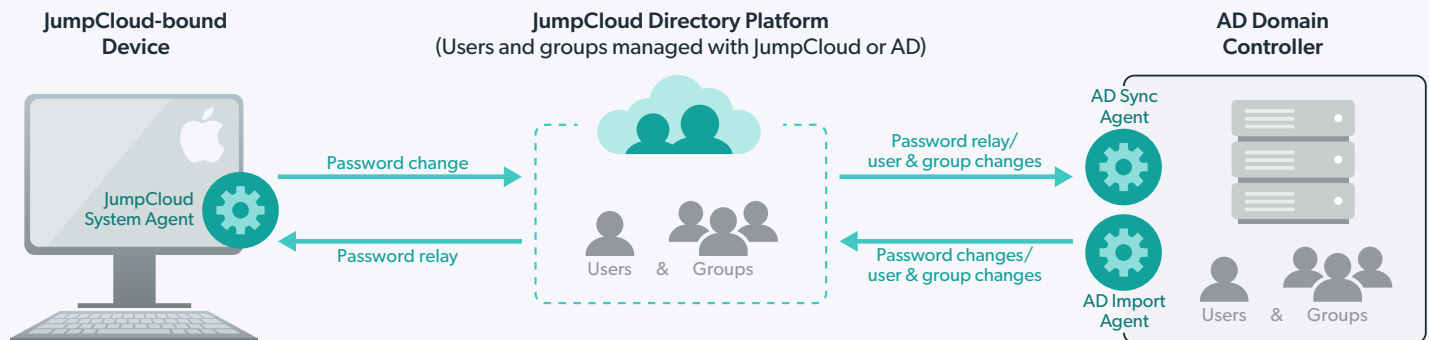 JumpCloud-bound
Device
JumpCloud Directory Platform
(Users and groups managed with JumpCloud or AD)
AD Domain
Controller
JumpCloud
System Agent
Password change
Password relay
Users & Groups
Password relay/
user & group changes
Password changes/
user & group changes
AD Sync
Agent
AD Import
Agent
Users & Groups